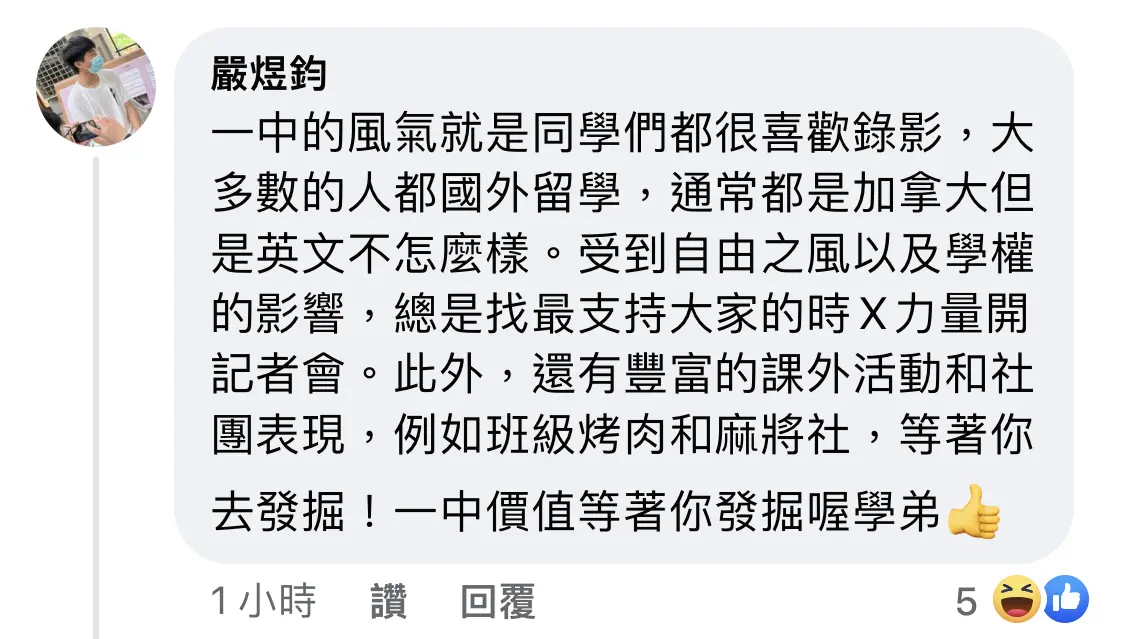 嚴煜鈞
一中的風氣就是同學們都很喜歡錄影，大
多數的人都國外留學，通常都是加拿大但
是英文不怎麼樣。受到自由之風以及學權
的影響，總是找最支持大家的時X力量開
記者會。此外，還有豐富的課外活動和社
團表現，例如班級烤肉和麻將社，等著你
去發掘！一中價值等著你發掘喔學弟👍
1 小時 讚 回覆 5